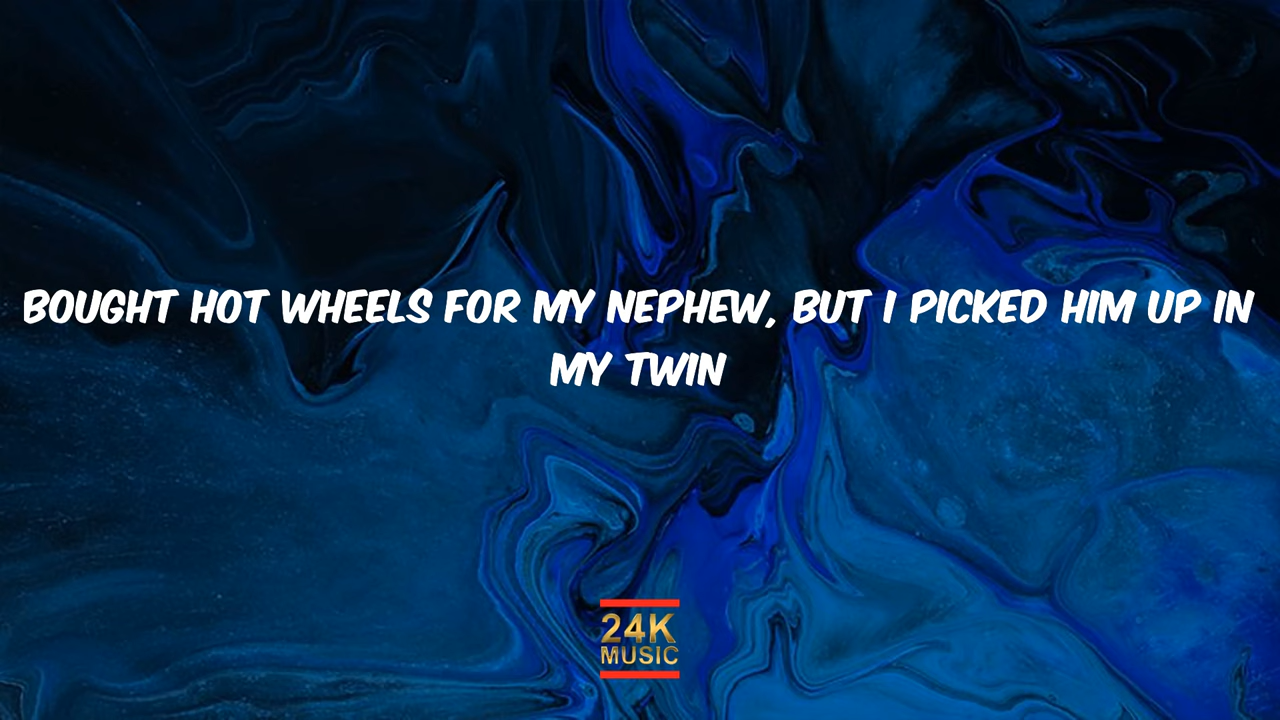 BOUGHT HOT WHEELS FOR MY NEPHEW, BUT I PICKED HIM UP IN
MY TWIN
24K
MUSIC